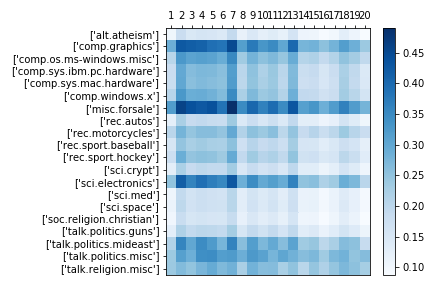 1 2 3 4 5 6 7 8 9 10 11 12 13 14 15 16 17 18 19 20
['alt.atheism']
['comp.graphics']
['comp.os.ms-windows.misc']
['comp.sys.ibm.pc.hardware']
['comp.sys.mac.hardware']
['comp.windows.x']
['misc.forsale']
['rec.autos']
['rec.motorcycles']
['rec.sport.baseball']
['rec.sport.hockey']
['sci.crypt']
['sci.electronics']
['sci.med']
['sci.space']
['soc.religion.christian']
['talk.politics.guns']
['talk.politics.mideast']
['talk.politics.misc']
['talk.religion.misc']
0.45
0.40
0.35
0.30
0.25
0.20
0.15
0.10